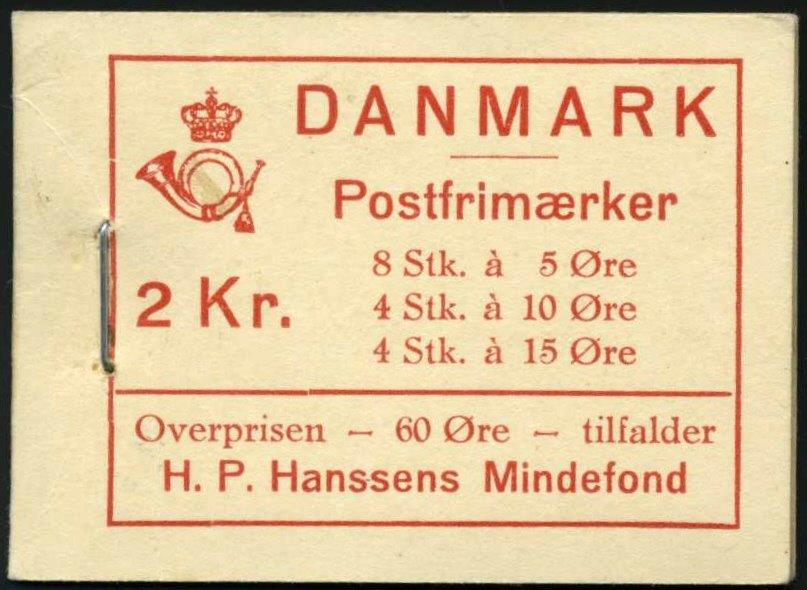 DANMARK
Postfrimærker
8 Stk. à 5 Øre
4 Stk. à 10 Øre
4 Stk. à 15 Øre
2 Kr.
Overprisen – 60 Øre – tilfalder
H. P. Hanssens Mindefond